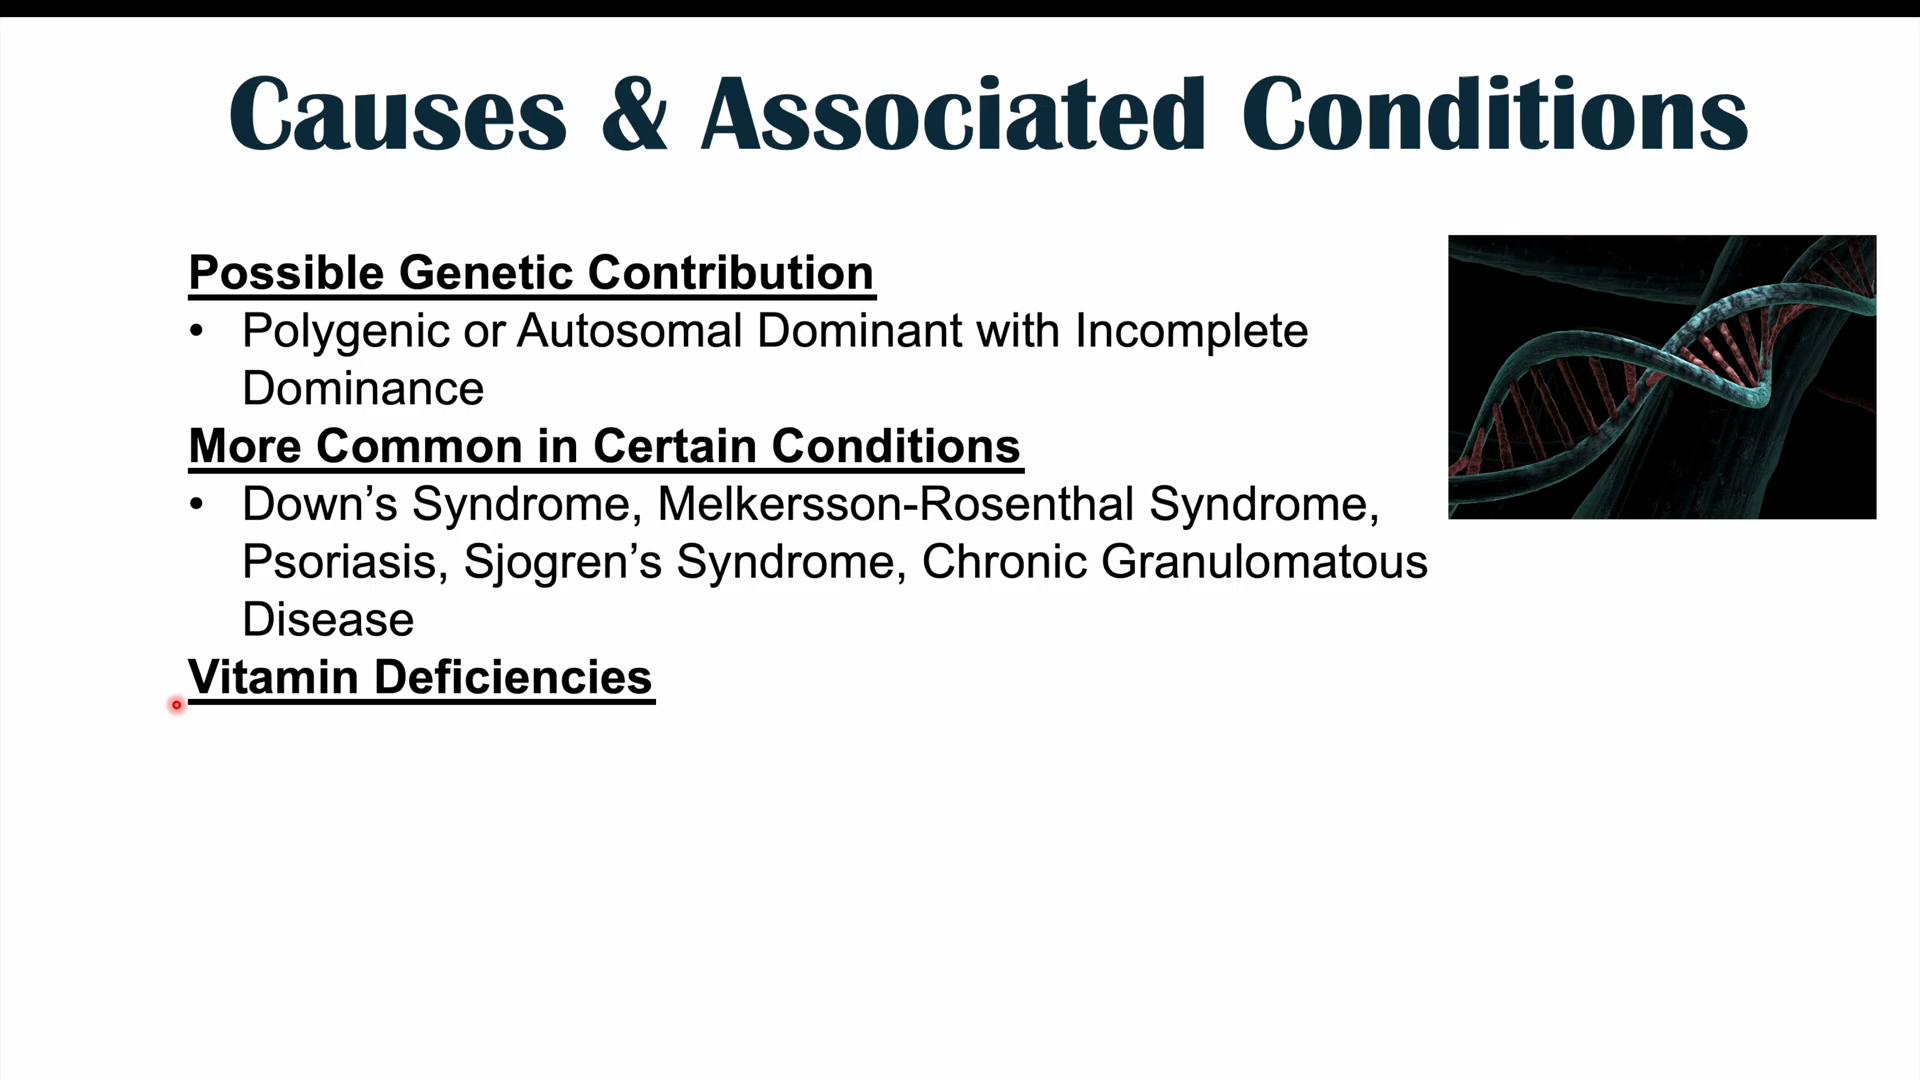 Causes & Associated Conditions
Possible Genetic Contribution
• Polygenic or Autosomal Dominant with Incomplete
Dominance
More Common in Certain Conditions
• Down’s Syndrome, Melkersson-Rosenthal Syndrome,
Psoriasis, Sjogren’s Syndrome, Chronic Granulomatous
Disease
Vitamin Deficiencies